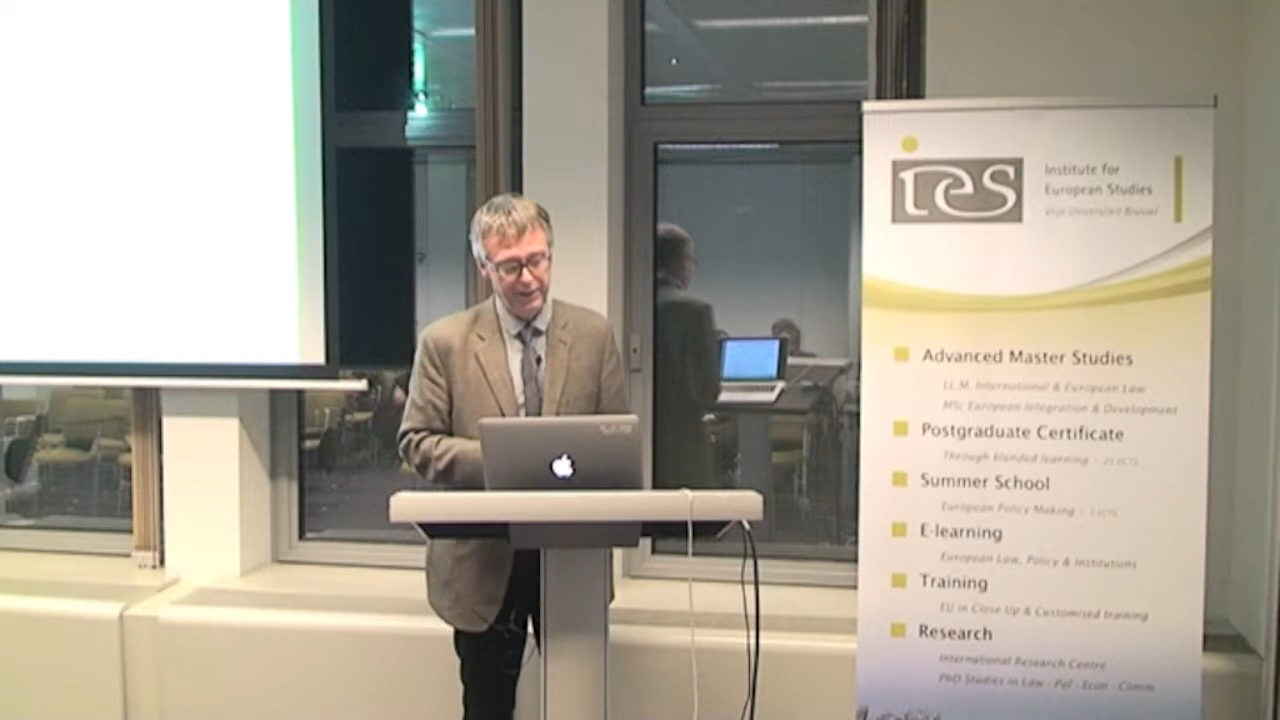 ies
Institute for
European Studies
Vrije Universiteit Brussel
Advanced Master Studies
LL.M. International & European Law
MSc European Integration & Development
Postgraduate Certificate
Through blended learning -
Summer School
European Policy Making -
E-learning
European Law, Policy & Institutions
Training
EU in Close Up & Customised training
Research
International Research Centre
PhD Studies in Law - Pol - Econ - Comm